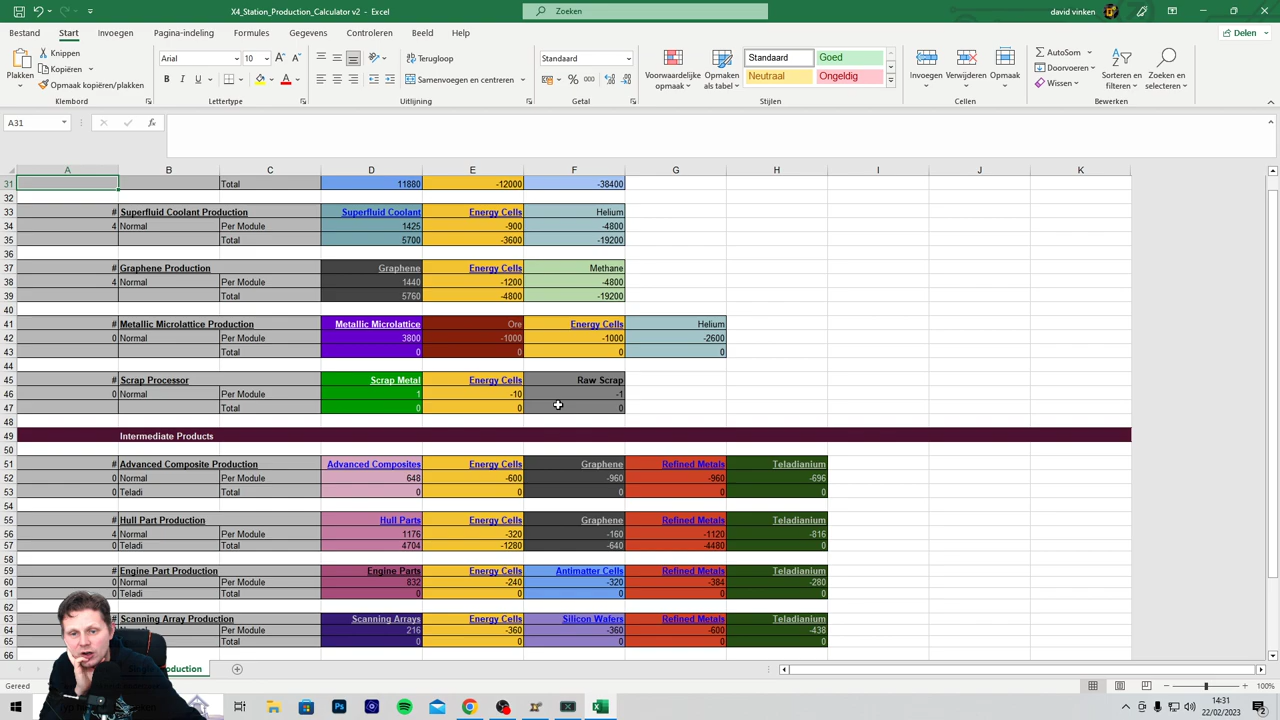 X4_Station_Production_Calculator v2 - Excel
Zoeken
david vinken
Bestand Start Invoegen Pagina-indeling Formules Gegevens Controleren Beeld Help
Delen
Plakken
Knippen
Kopiëren
Opmaak kopiëren/plakken
Klembord
Arial 10
B I U
Lettertype
Terugloop
Samenvoegen en centreren
Uitlijning
Standaard
% 000
Getal
Voorwaardelijke opmaak
Opmaken als tabel
Standaard Goed
Neutraal Ongeldig
Stijlen
Invoegen Verwijderen Opmaak
Cellen
AutoSom
Doorvoeren
Wissen
Sorteren en filteren
Zoeken en selecteren
Bewerken
A31
A B C D E F G H I J K
31 Total 11880 -12000 -38400
32
33 # Superfluid Coolant Production Superfluid Coolant Energy Cells Helium
34 4 Normal Per Module 1425 -900 -4800
35 Total 5700 -3600 -19200
36
37 # Graphene Production Graphene Energy Cells Methane
38 4 Normal Per Module 1440 -1200 -4800
39 Total 5760 -4800 -19200
40
41 # Metallic Microlattice Production Metallic Microlattice Ore Energy Cells Helium
42 0 Normal Per Module 3800 -1000 -1000 -2600
43 Total 0 0 0 0
44
45 # Scrap Processor Scrap Metal Energy Cells Raw Scrap
46 0 Normal Per Module 1 -10 -1
47 Total 0 0 0
48
49 Intermediate Products
50
51 # Advanced Composite Production Advanced Composites Energy Cells Graphene Refined Metals Teladianium
52 0 Normal Per Module 648 -600 -960 -960 -696
53 0 Teladi Total 0 0 0 0 0
54
55 # Hull Part Production Hull Parts Energy Cells Graphene Refined Metals Teladianium
56 4 Normal Per Module 1176 -320 -160 -1120 -816
57 0 Teladi Total 4704 -1280 -640 -4480 0
58
59 # Engine Part Production Engine Parts Energy Cells Antimatter Cells Refined Metals Teladianium
60 0 Normal Per Module 832 -240 -320 -384 -280
61 0 Teladi Total 0 0 0 0 0
62
63 # Scanning Array Production Scanning Arrays Energy Cells Silicon Wafers Refined Metals Teladianium
64 Per Module 216 -360 -360 -600 -438
65 Total 0 0 0 0 0
66
Production
Gereed
100%
14:31
22/02/2023